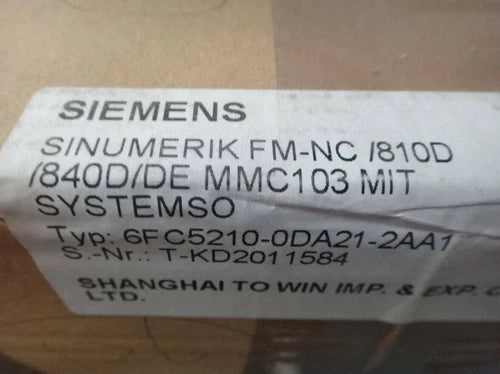 SIEMENS
SINUMERIK FM-NC /810D
/840D/DE MMC103 MIT
SYSTEMSO
Typ: 6FC5210-0DA21-2AA1
S.-Nr.: T-KD2011584
SHANGHAI TO WIN IMP. & EXP.
LTD.